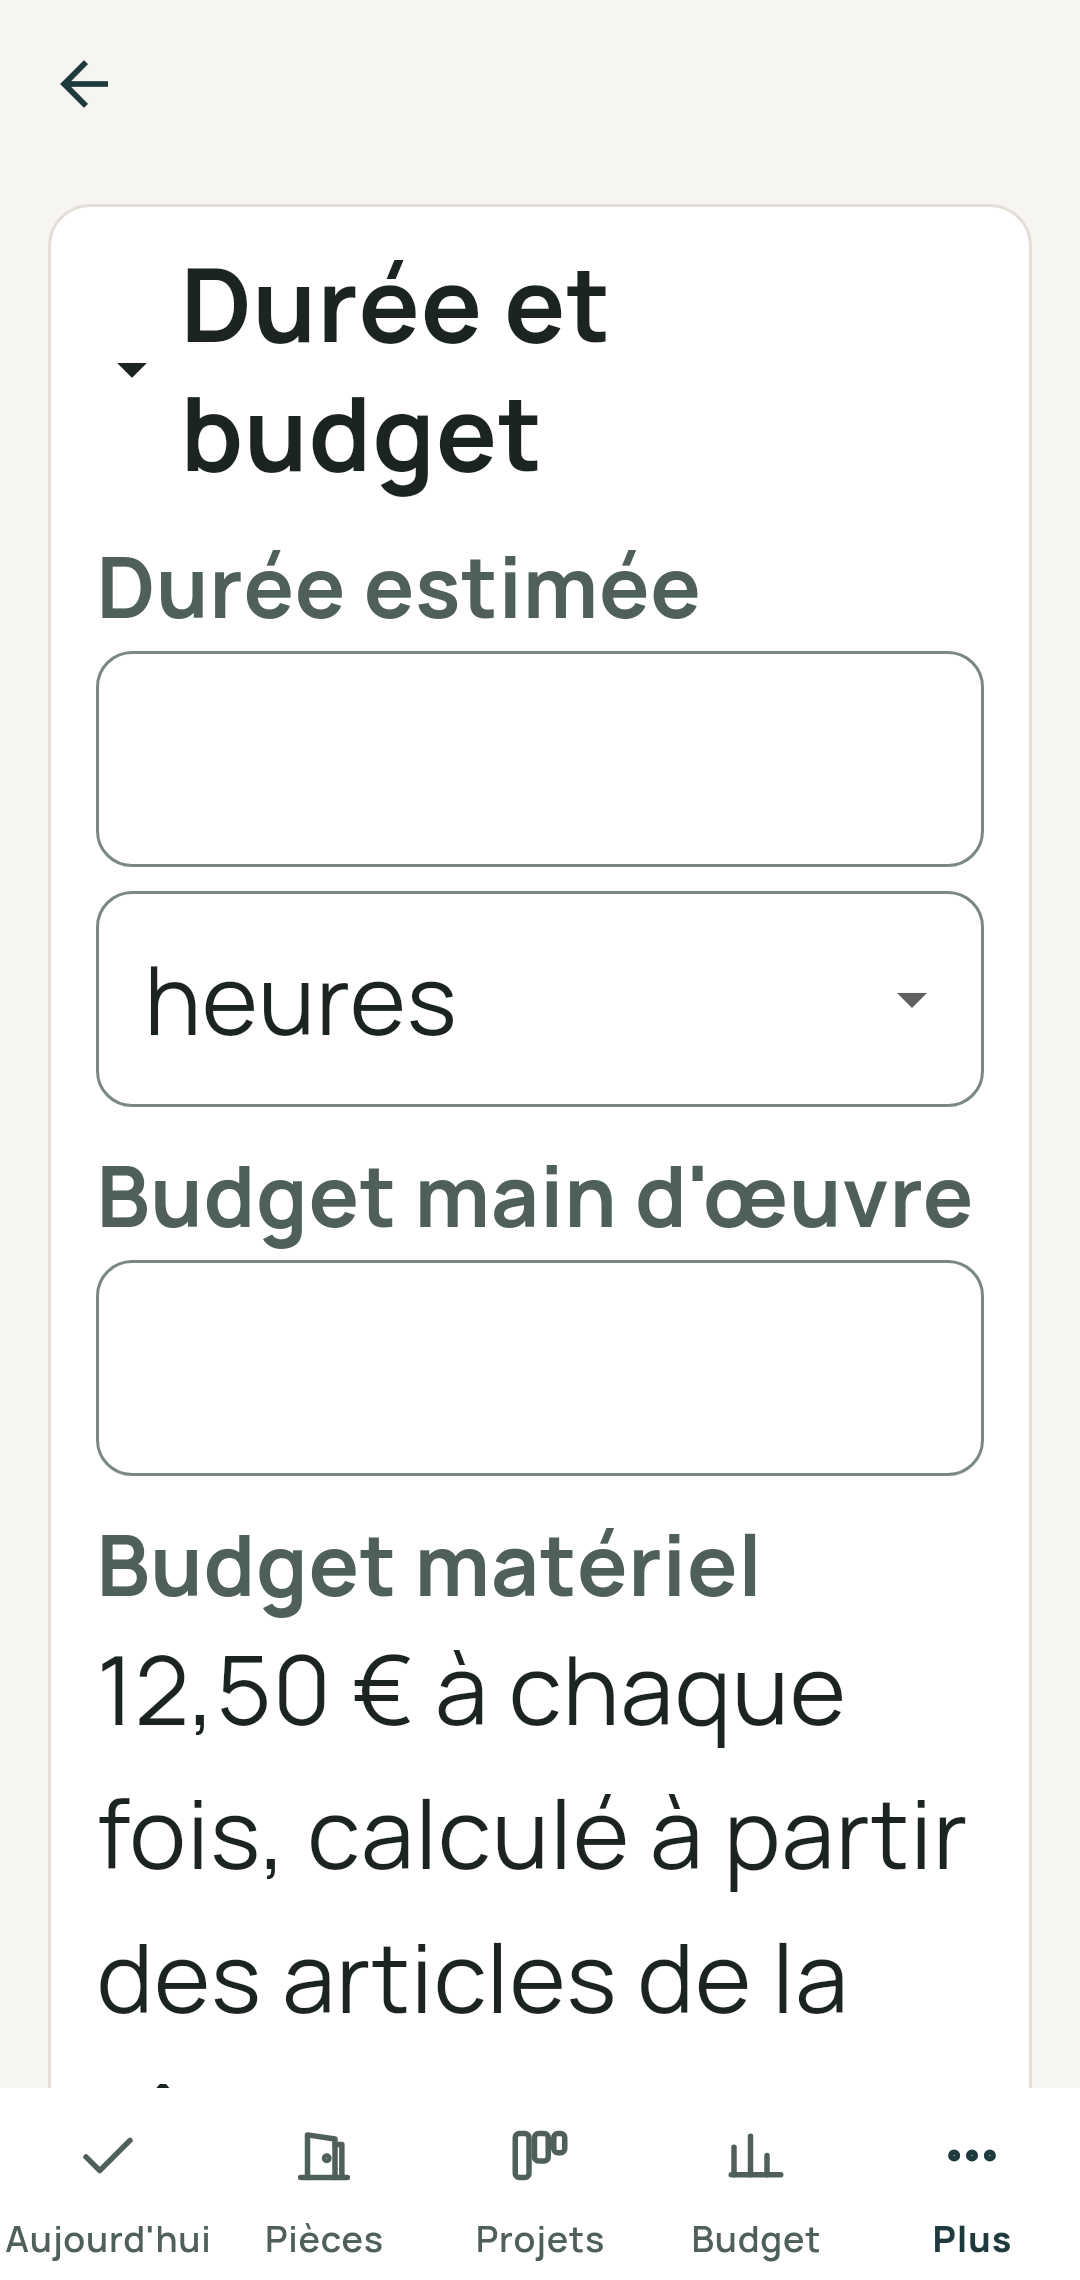 Durée et
budget
Durée estimée
heures
Budget main d'œuvre
Budget matériel
12,50 € à chaque
fois, calculé à partir
des articles de la
Aujourd'hui
Pièces
Projets
Budget
Plus